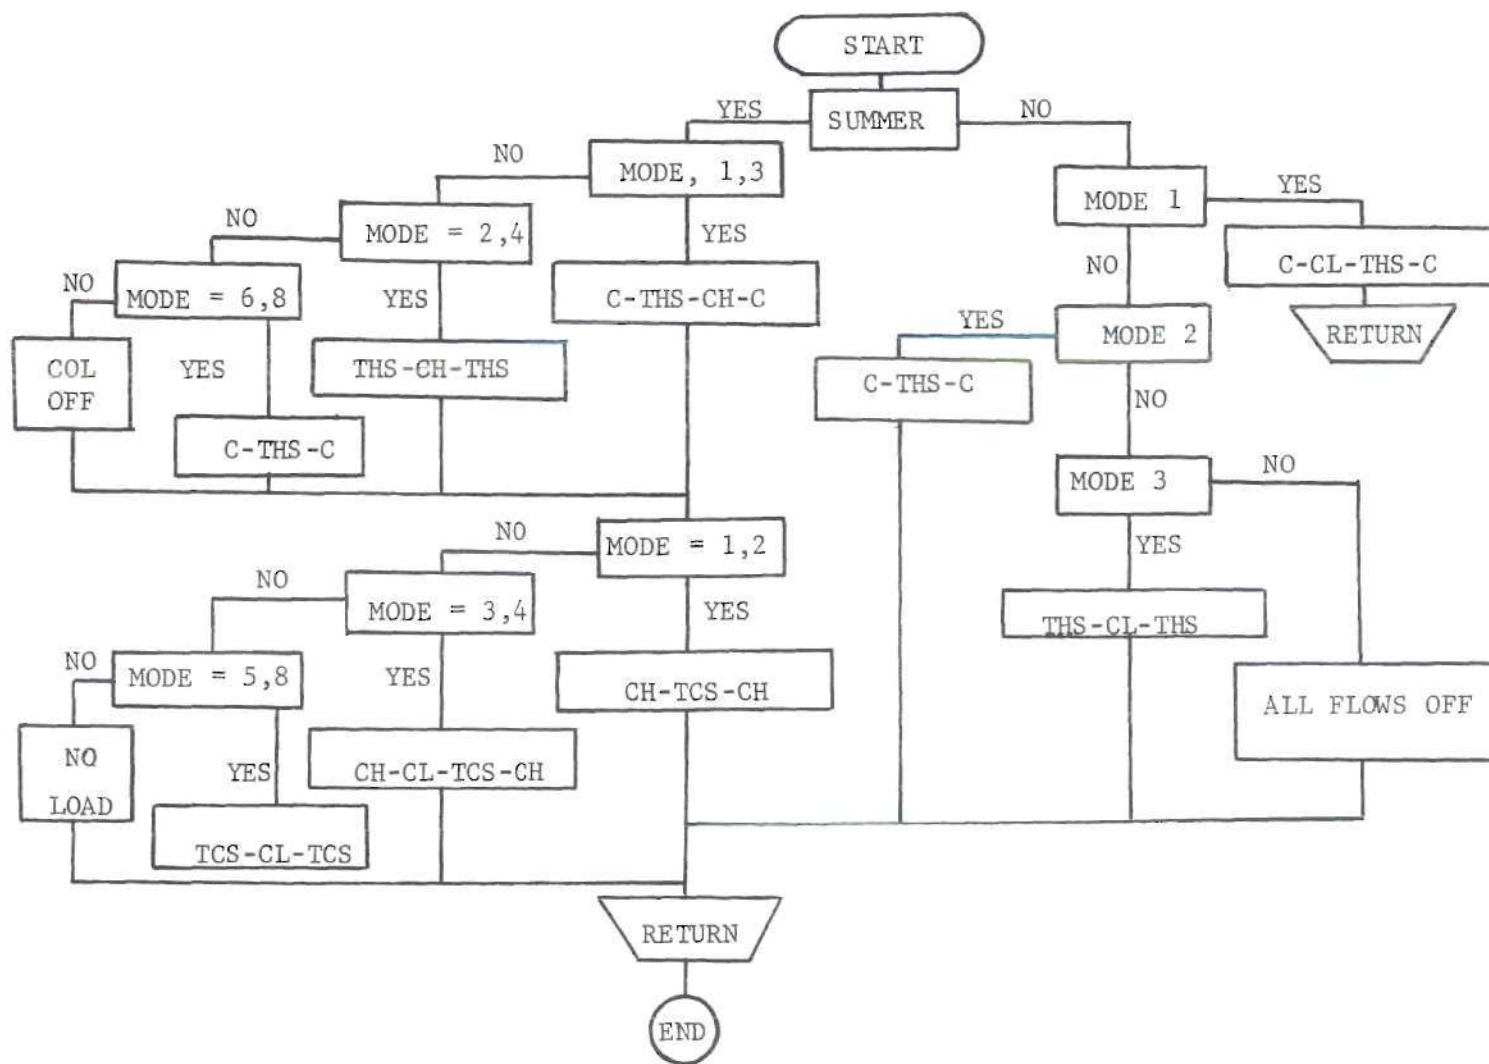 START
YES
SUMMER
NO
NO
MODE, 1,3
YES
MODE 1
YES
NO
MODE = 2,4
YES
NO
C-CL-THS-C
NO
MODE = 6,8
YES
C-THS-CH-C
YES
MODE 2
RETURN
COL
OFF
YES
THS-CH-THS
C-THS-C
NO
C-THS-C
MODE 3
NO
NO
MODE = 1,2
YES
NO
MODE = 3,4
YES
THS-CL-THS
NO
MODE = 5,8
YES
CH-TCS-CH
ALL FLOWS OFF
NO
LOAD
YES
CH-CL-TCS-CH
TCS-CL-TCS
RETURN
END